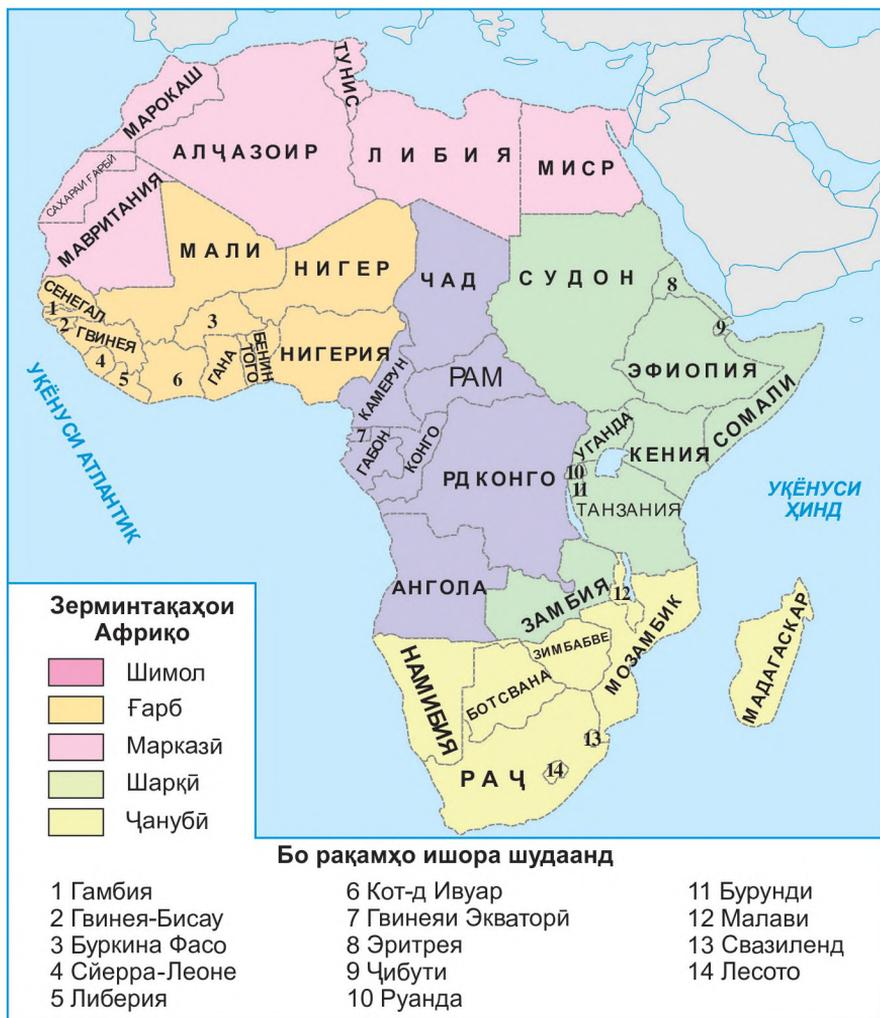 ТУНИС
МАРОКАШ
АЛҶАЗОИР
ЛИБИЯ
МИСР
САХАРАИ ҒАРБӢ
МАВРИТАНИЯ
МАЛИ
НИГЕР
ЧАД
СУДОН
8
СЕНЕГАЛ
1
2
ГВИНЕЯ
3
9
4
5
6
ГАНА
ТОГО
БЕНИН
НИГЕРИЯ
КАМЕРУН
РАМ
ЭФИОПИЯ
СОМАЛИ
7
ГАБОН
КОНГО
РД КОНГО
УГАНДА
КЕНИЯ
10
11
ТАНЗАНИЯ
УҚЁНУСИ АТЛАНТИК
УҚЁНУСИ
ҲИНД
АНГОЛА
ЗАМБИЯ
12
МОЗАМБИК
МАДАГАСКАР
НАМИБИЯ
БОТСВАНА
ЗИМБАБВЕ
13
РАҶ
14
Зерминтақаҳои
Африқо
Шимол
Ғарб
Марказӣ
Шарқӣ
Ҷанубӣ
Бо рақамҳо ишора шудаанд
1 Гамбия
2 Гвинея-Бисау
3 Буркина Фасо
4 Сйерра-Леоне
5 Либерия
6 Кот-д Ивуар
7 Гвинеяи Экваторӣ
8 Эритрея
9 Ҷибути
10 Руанда
11 Бурунди
12 Малави
13 Свазиленд
14 Лесото